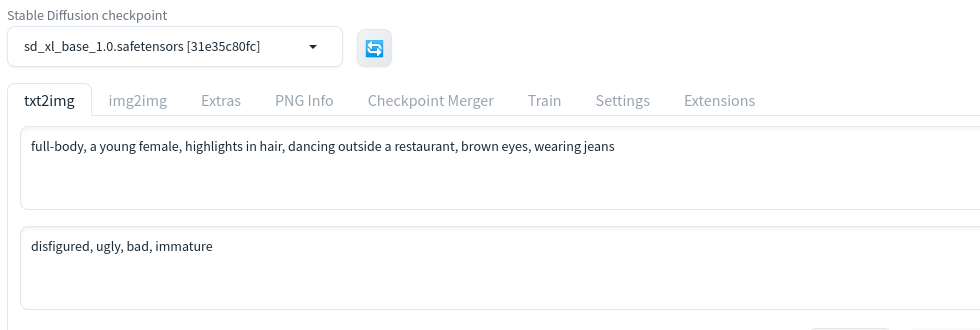 Stable Diffusion checkpoint
sd_xl_base_1.0.safetensors [31e35c80fc]
txt2img img2img Extras PNG Info Checkpoint Merger Train Settings Extensions
full-body, a young female, highlights in hair, dancing outside a restaurant, brown eyes, wearing jeans
disfigured, ugly, bad, immature